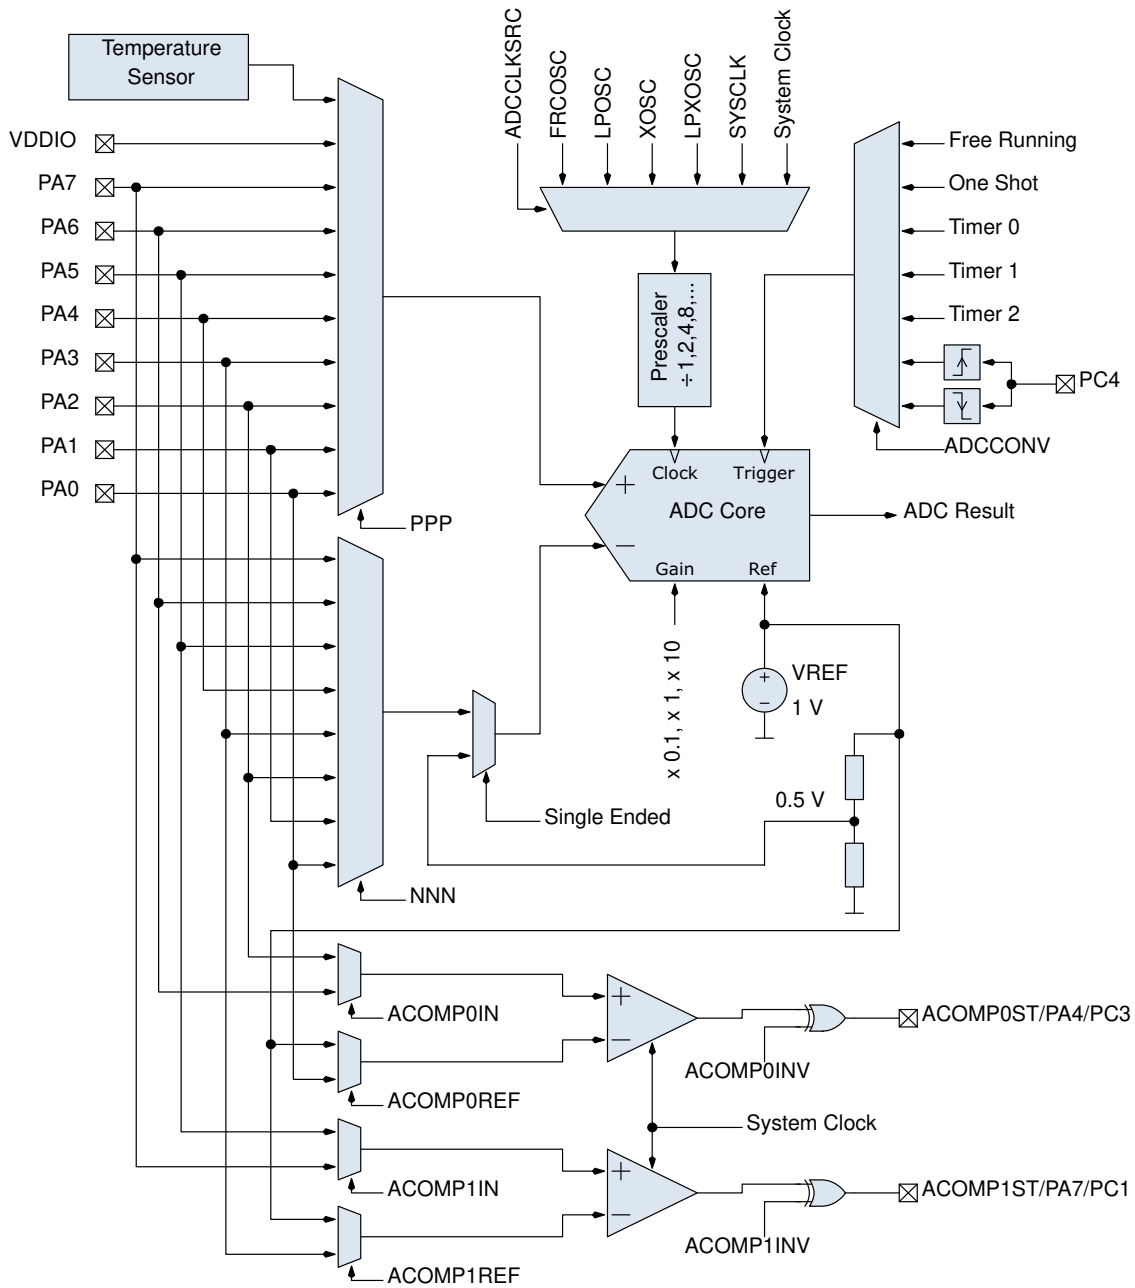 Temperature
Sensor
VDDIO
PA7
PA6
PA5
PA4
PA3
PA2
PA1
PA0
PPP
NNN
ADCCLKSRC
FRCOSC
LPOSC
XOSC
LPXOSC
SYSCLK
System Clock
Prescaler
÷1,2,4,8,...
Free Running
One Shot
Timer 0
Timer 1
Timer 2
PC4
ADCCONV
Clock
Trigger
+
ADC Core
−
Gain
Ref
ADC Result
x 0.1, x 1, x 10
+
VREF
−
1 V
0.5 V
Single Ended
ACOMP0IN
+
−
ACOMP0ST/PA4/PC3
ACOMP0INV
ACOMP0REF
System Clock
ACOMP1IN
+
−
ACOMP1ST/PA7/PC1
ACOMP1INV
ACOMP1REF